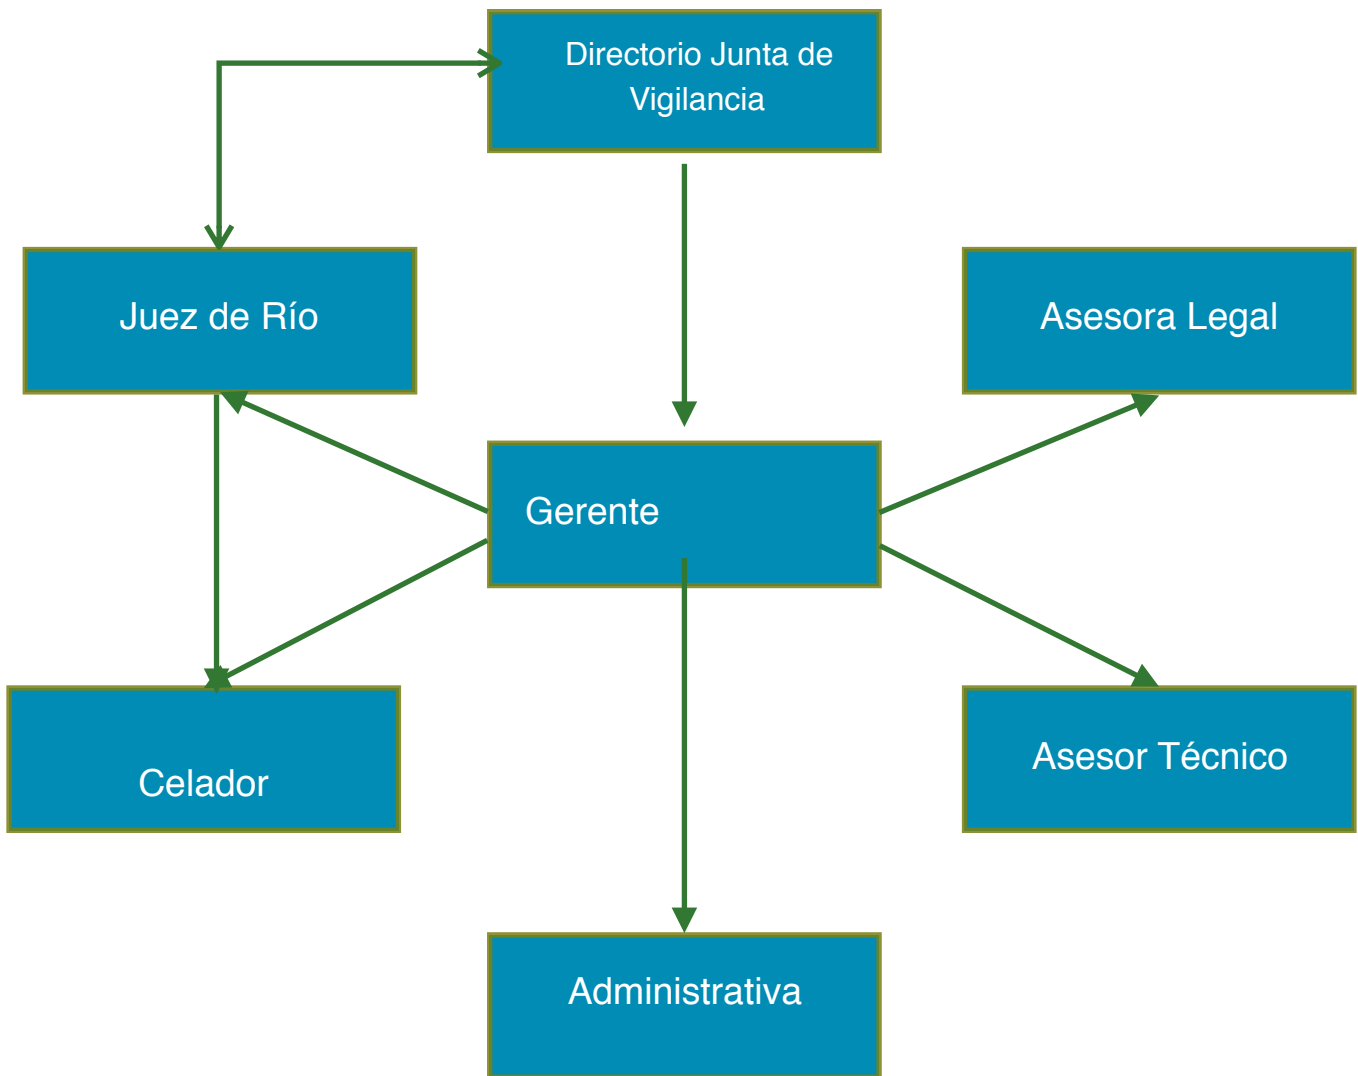 Directorio Junta de
Vigilancia
Juez de Río
Asesora Legal
Gerente
Celador
Asesor Técnico
Administrativa